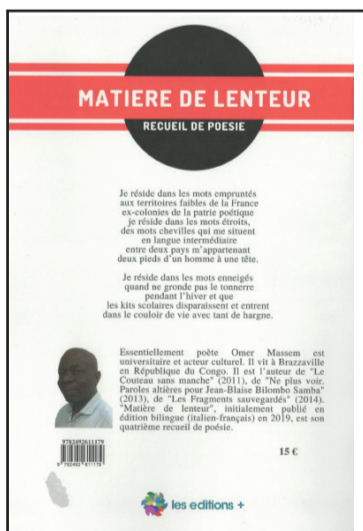 MATIERE DE LENTEUR
RECUEIL DE POESIE
Je réside dans les mots empruntés
aux territoires faibles de la France
ex-colonies de la patrie poétique
je réside dans les mots étroits,
des mots chevilles qui me situent
en langue intermédiaire
entre deux pays m'appartenant
deux pieds d'un homme à une tête.
Je réside dans les mots enneigés
quand ne gronde pas le tonnerre
pendant l'hiver et que
les kits scolaires disparaissent et entrent
dans le couloir de vie avec tant de hargne.
Essentiellement poète Omer Massem est
universitaire et acteur culturel. Il vit à Brazzaville
en République du Congo. Il est l'auteur de "Le
Couteau sans manche" (2011), de "Ne plus voir,
Paroles altières pour Jean-Blaise Bilombo Samba"
(2013), de "Les Fragments sauvegardés" (2014).
"Matière de lenteur", initialement publié en
édition bilingue (italien-français) en 2019, est son
quatrième recueil de poésie.
9782492611179
9 782492 611179
15 €
les editions +